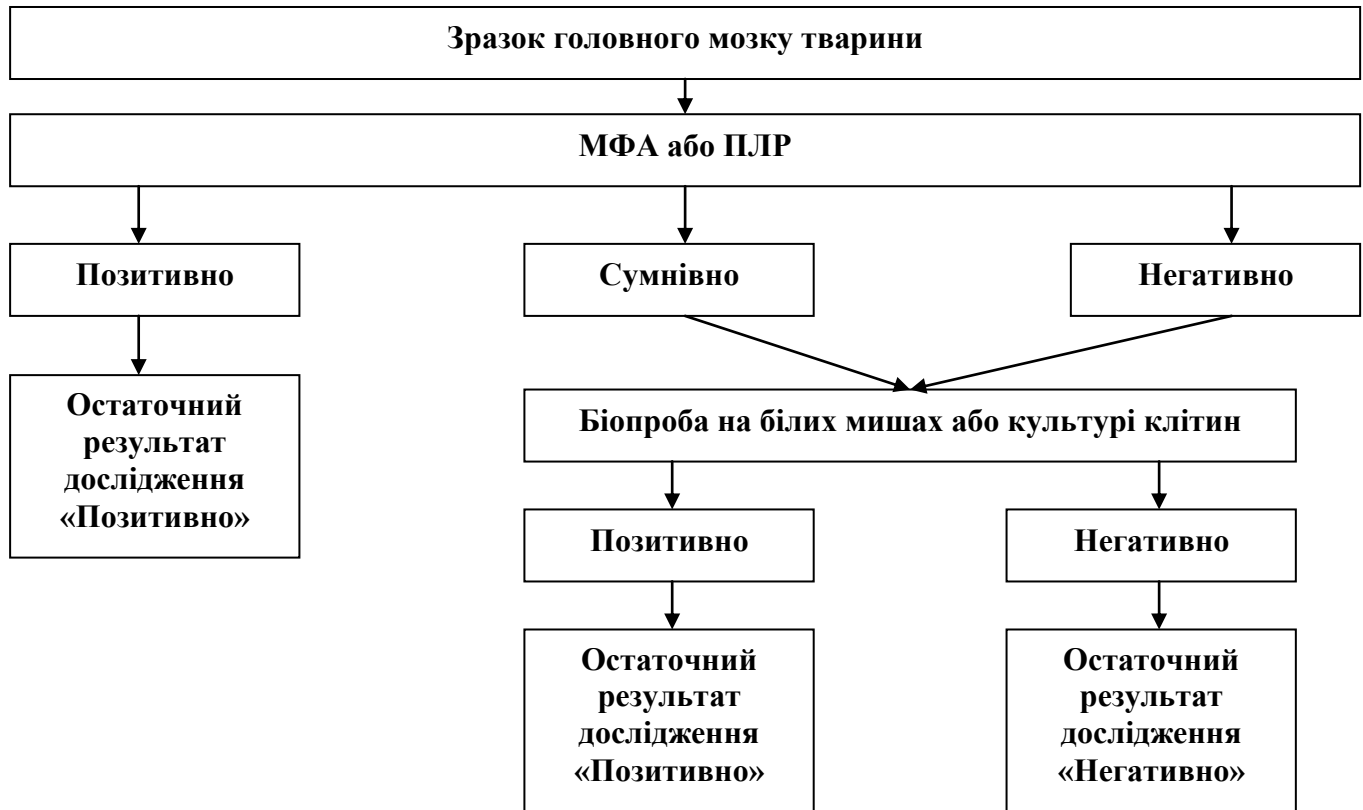 Зразок головного мозку тварини
МФА або ПЛР
Позитивно
Сумнівно
Негативно
Остаточний
результат
дослідження
«Позитивно»
Біопроба на білих мишах або культурі клітин
Позитивно
Негативно
Остаточний
результат
дослідження
«Позитивно»
Остаточний
результат
дослідження
«Негативно»